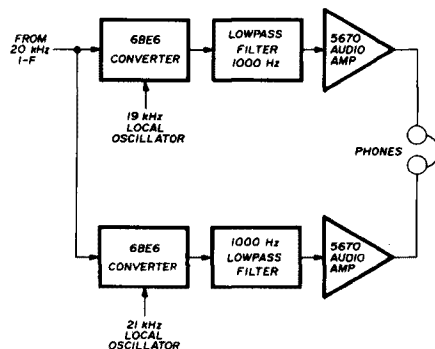 FROM
20 kHz
I-F
6BE6
CONVERTER
LOWPASS
FILTER
1000 Hz
5670
AUDIO
AMP
19 kHz
LOCAL
OSCILLATOR
PHONES
6BE6
CONVERTER
1000 Hz
LOWPASS
FILTER
5670
AUDIO
AMP
21 kHz
LOCAL
OSCILLATOR